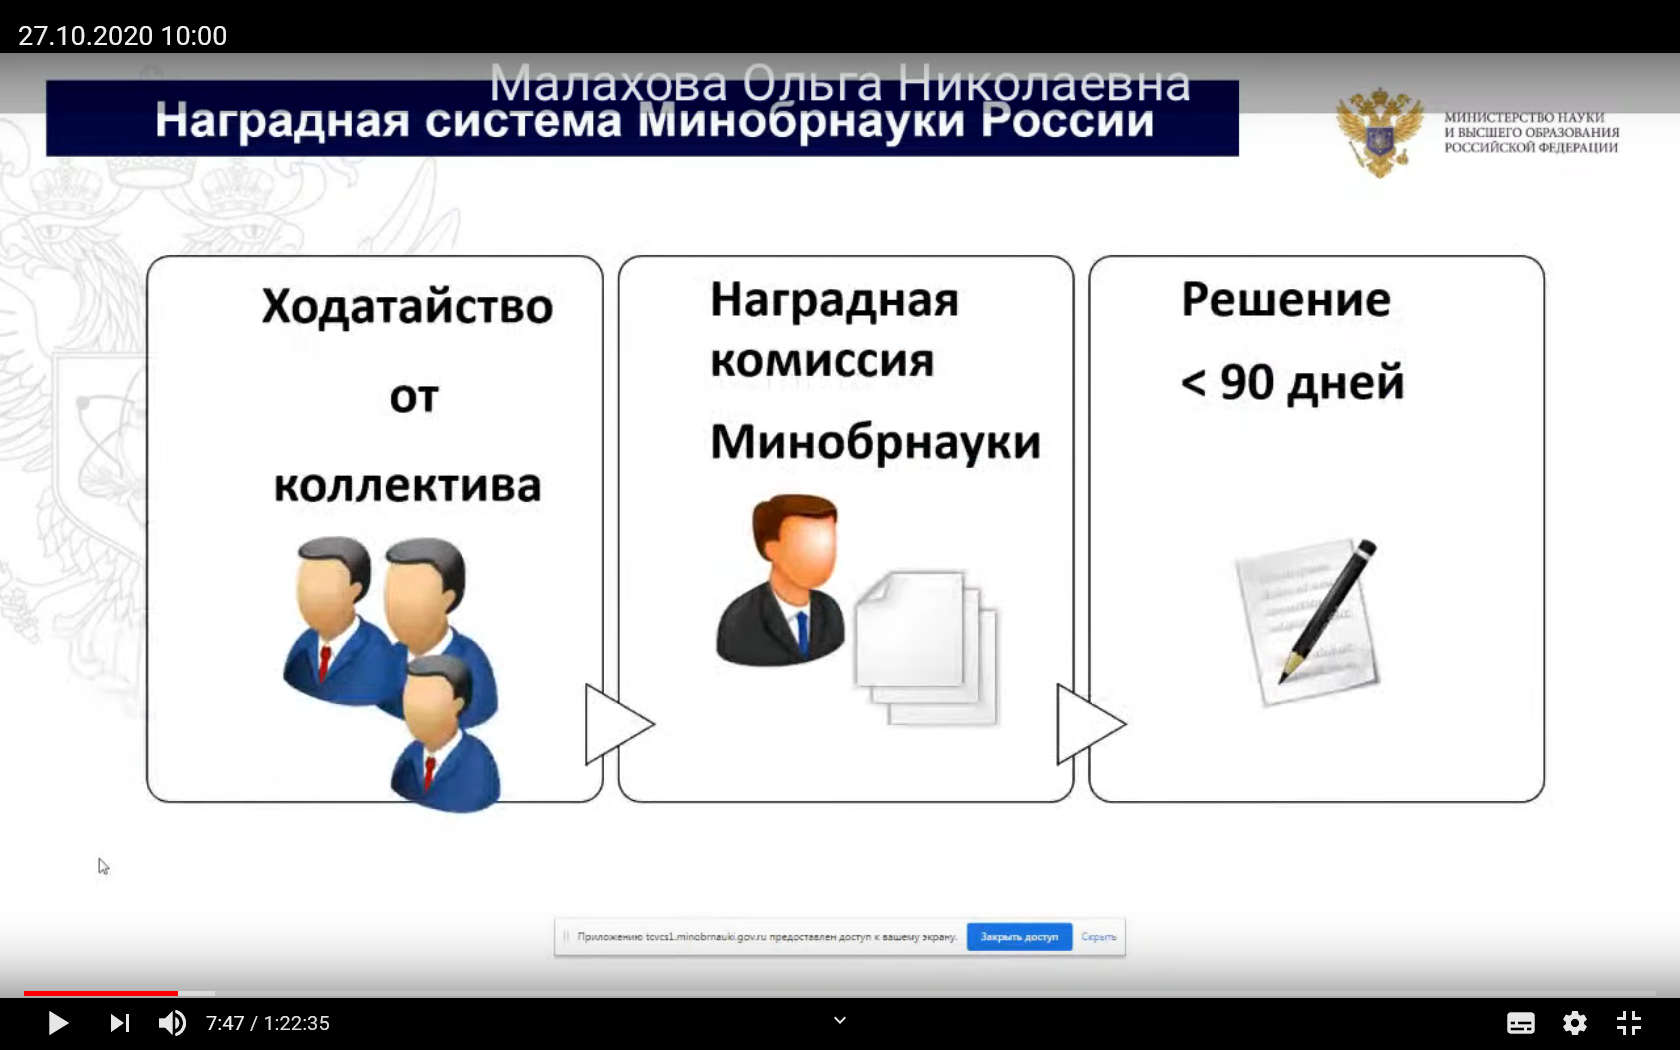 27.10.2020 10:00
Малахова Ольга Николаевна
Наградная система Минобрнауки России
МИНИСТЕРСТВО НАУКИ
И ВЫСШЕГО ОБРАЗОВАНИЯ
РОССИЙСКОЙ ФЕДЕРАЦИИ
Ходатайство
от
коллектива
Наградная
комиссия
Минобрнауки
Решение
< 90 дней
Приложению tcvcs1.minobrnauki.gov.ru предоставлен доступ к вашему экрану.
Закрыть доступ
Скрыть
7:47 / 1:22:35